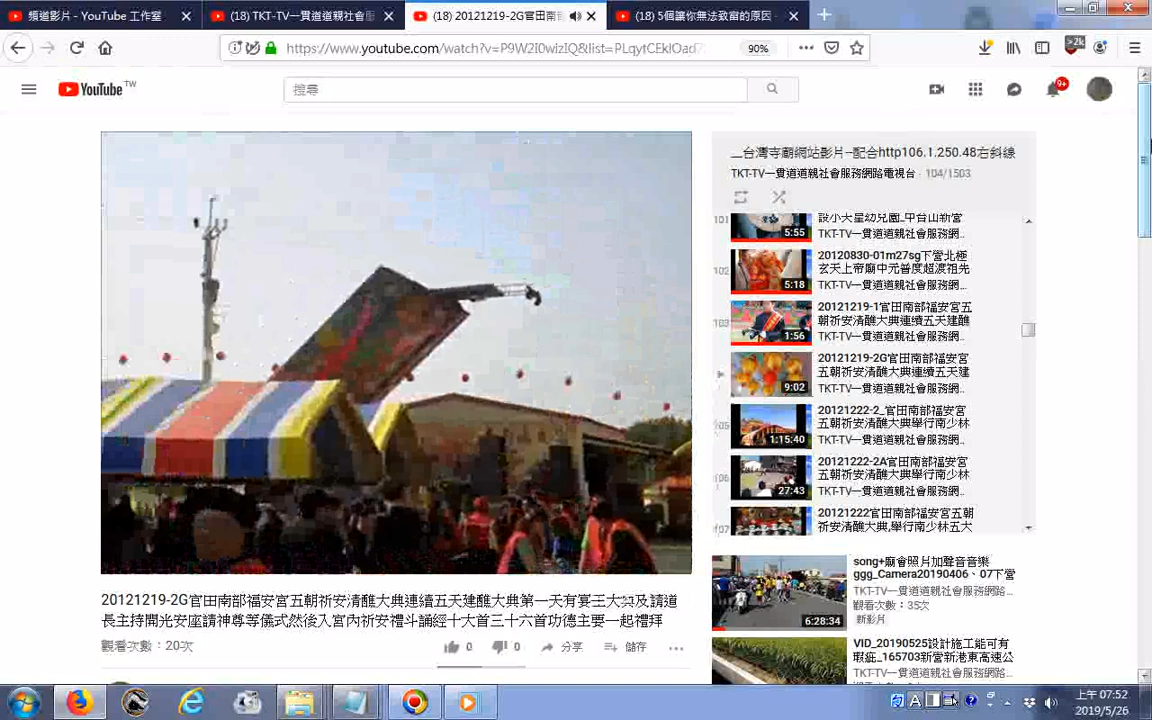 頻道影片 - YouTube 工作室
(18) TKT-TV一貫道道親社會服
(18) 20121219-2G官田南部
(18) 5個讓你無法致富的原因
https://www.youtube.com/watch?v=P9W2I0wizIQ&list=PLqytCEklOad7
90%
>2k
YouTube TW
搜尋
9+
_台灣寺廟網站影片--配合http106.1.250.48右斜線
TKT-TV一貫道道親社會服務網路電視台 - 104/1503
101
設小大星幼兒園_中台山新營
TKT-TV一貫道道親社會服務網..
5:55
102
20120830-01m27sg下營北極
玄天上帝廟中元普度超渡祖先
TKT-TV一貫道道親社會服務網..
5:18
103
20121219-1官田南部福安宮五
朝祈安清醮大典連續五天建醮
TKT-TV一貫道道親社會服務網..
1:56
20121219-2G官田南部福安宮
五朝祈安清醮大典連續五天建
TKT-TV一貫道道親社會服務網..
9:02
105
20121222-2_官田南部福安宮
五朝祈安清醮大典舉行南少林
TKT-TV一貫道道親社會服務網..
1:15:40
106
20121222-2A官田南部福安宮
五朝祈安清醮大典舉行南少林
TKT-TV一貫道道親社會服務網..
27:43
107
20121222官田南部福安宮五朝
祈安清醮大典,舉行南少林五大
20121219-2G官田南部福安宮五朝祈安清醮大典連續五天建醮大典第一天有宴王大典及請道
長主持開光安座請神尊等儀式然後入宮內祈安禮斗誦經十大首三十六首功德主要一起禮拜
觀看次數：20次
0
0
分享
儲存
song+廟會照片加聲音音樂
ggg_Camera20190406、07下營
TKT-TV一貫道道親社會服務網路...
觀看次數：35次
新影片
6:28:34
VID_20190525設計施工能可有
瑕疵_165703新營新港東高速公
TKT-TV一貫道道親社會服務網路...
上午 07:52
2019/5/26